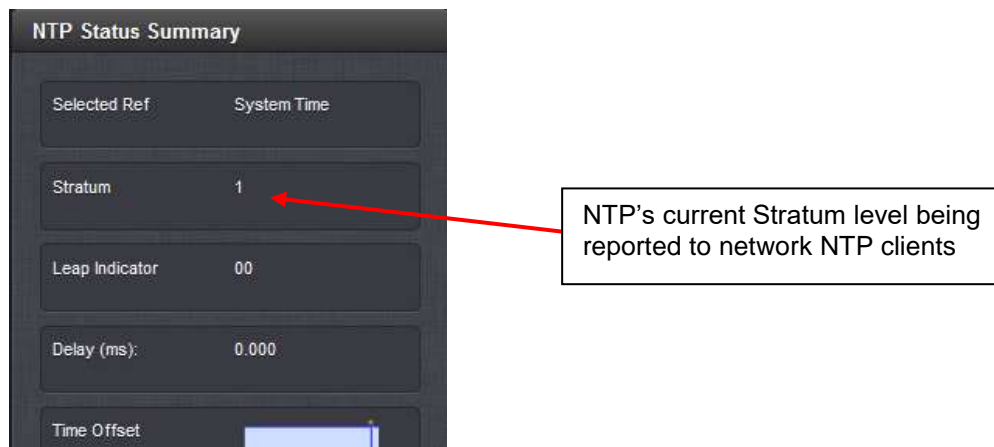 NTP Status Summary
Selected Ref System Time
Stratum 1
NTP's current Stratum level being
reported to network NTP clients
Leap Indicator 00
Delay (ms): 0.000
Time Offset